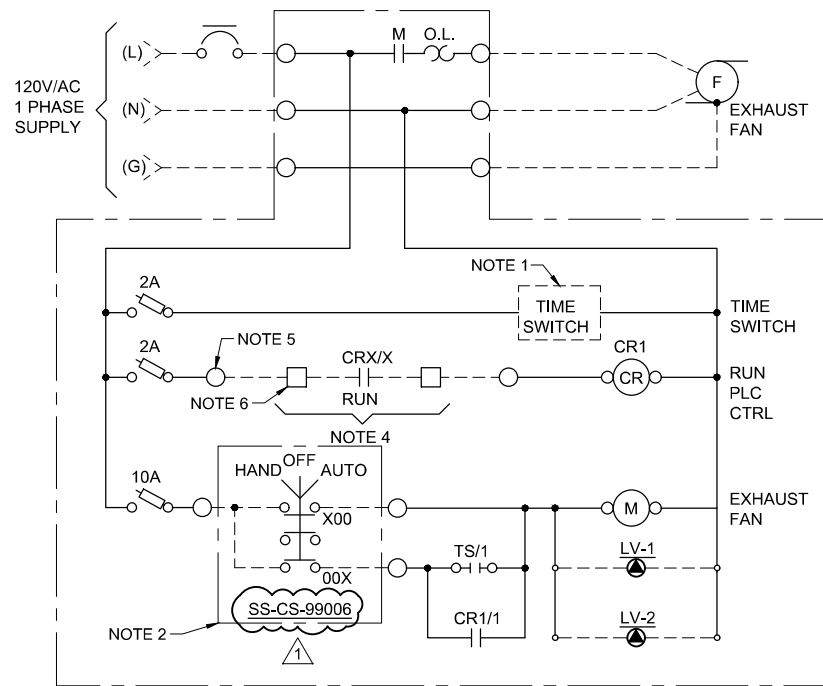 M O.L.
(L)
120V/AC
1 PHASE
SUPPLY
(N)
(G)
F
EXHAUST
FAN
NOTE 1
2A
TIME
SWITCH
TIME
SWITCH
2A
NOTE 5
CRX/X
CR1
CR
RUN
PLC
CTRL
NOTE 6
RUN
NOTE 4
10A
HAND OFF AUTO
X00
M
EXHAUST
FAN
TS/1
LV-1
00X
SS-CS-99006
CR1/1
LV-2
NOTE 2
1